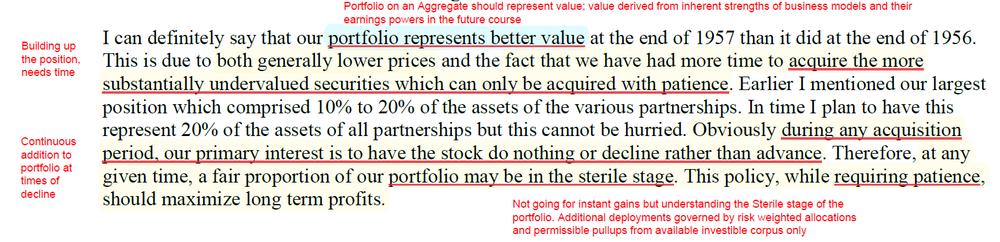 Portfolio on an Aggregate should represent value; value derived from inherent strengths of business models and their
earnings powers in the future course
I can definitely say that our portfolio represents better value at the end of 1957 than it did at the end of 1956.
This is due to both generally lower prices and the fact that we have had more time to acquire the more
substantially undervalued securities which can only be acquired with patience. Earlier I mentioned our largest
position which comprised 10% to 20% of the assets of the various partnerships. In time I plan to have this
represent 20% of the assets of all partnerships but this cannot be hurried. Obviously during any acquisition
period, our primary interest is to have the stock do nothing or decline rather than advance. Therefore, at any
given time, a fair proportion of our portfolio may be in the sterile stage. This policy, while requiring patience,
should maximize long term profits.
Building up
the position,
needs time
Continuous
addition to
portfolio at
times of
decline
Not going for instant gains but understanding the Sterile stage of the
portfolio. Additional deployments governed by risk weighted allocations
and permissible pullups from available investible corpus only